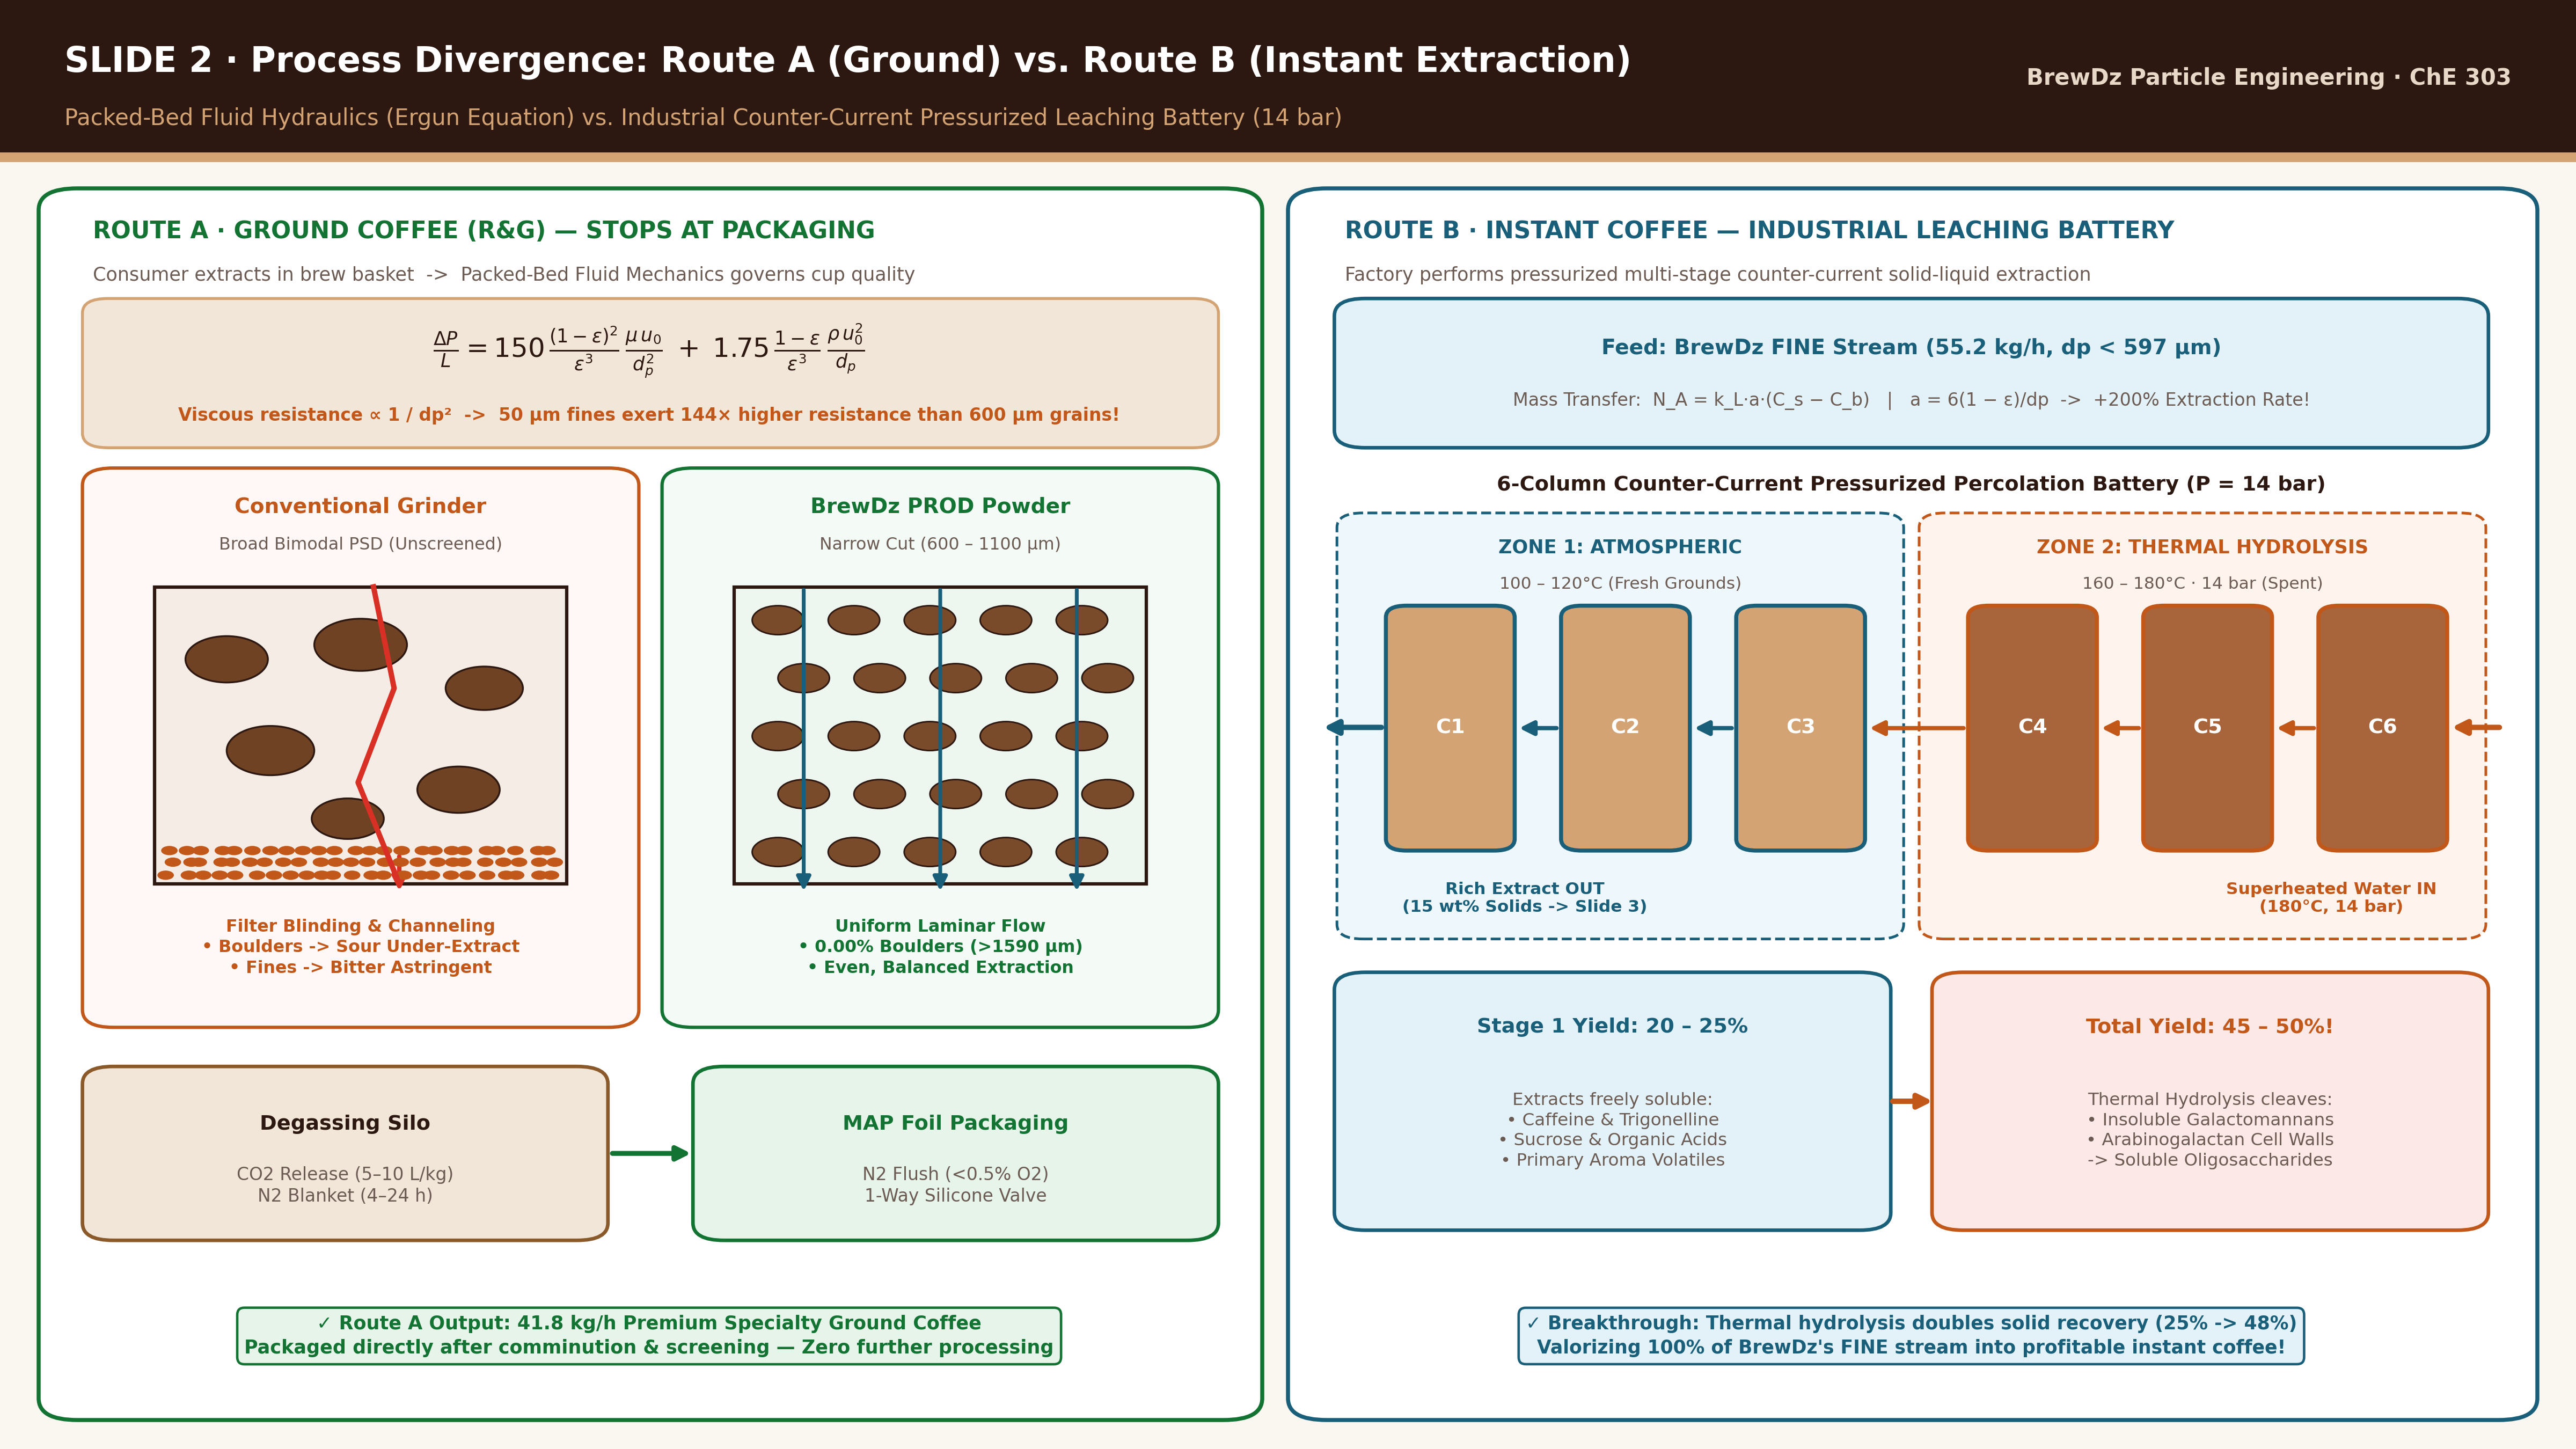 SLIDE 2 · Process Divergence: Route A (Ground) vs. Route B (Instant Extraction)
BrewDz Particle Engineering · ChE 303
Packed-Bed Fluid Hydraulics (Ergun Equation) vs. Industrial Counter-Current Pressurized Leaching Battery (14 bar)
ROUTE A · GROUND COFFEE (R&G) — STOPS AT PACKAGING
Consumer extracts in brew basket -> Packed-Bed Fluid Mechanics governs cup quality
ΔP/L = 150 (1 − ε)²/ε³ μ u₀/d_p² + 1.75 1 − ε/ε³ ρ u₀²/d_p
Viscous resistance ∝ 1 / dp² -> 50 µm fines exert 144× higher resistance than 600 µm grains!
Conventional Grinder
Broad Bimodal PSD (Unscreened)
Filter Blinding & Channeling
• Boulders -> Sour Under-Extract
• Fines -> Bitter Astringent
BrewDz PROD Powder
Narrow Cut (600 – 1100 µm)
Uniform Laminar Flow
• 0.00% Boulders (>1590 µm)
• Even, Balanced Extraction
Degassing Silo
CO2 Release (5–10 L/kg)
N2 Blanket (4–24 h)
MAP Foil Packaging
N2 Flush (<0.5% O2)
1-Way Silicone Valve
✓ Route A Output: 41.8 kg/h Premium Specialty Ground Coffee
Packaged directly after comminution & screening — Zero further processing
ROUTE B · INSTANT COFFEE — INDUSTRIAL LEACHING BATTERY
Factory performs pressurized multi-stage counter-current solid-liquid extraction
Feed: BrewDz FINE Stream (55.2 kg/h, dp < 597 µm)
Mass Transfer: N_A = k_L·a·(C_s − C_b) | a = 6(1 − ε)/dp -> +200% Extraction Rate!
6-Column Counter-Current Pressurized Percolation Battery (P = 14 bar)
ZONE 1: ATMOSPHERIC
100 – 120°C (Fresh Grounds)
C1
C2
C3
Rich Extract OUT
(15 wt% Solids -> Slide 3)
ZONE 2: THERMAL HYDROLYSIS
160 – 180°C · 14 bar (Spent)
C4
C5
C6
Superheated Water IN
(180°C, 14 bar)
Stage 1 Yield: 20 – 25%
Extracts freely soluble:
• Caffeine & Trigonelline
• Sucrose & Organic Acids
• Primary Aroma Volatiles
Total Yield: 45 – 50%!
Thermal Hydrolysis cleaves:
• Insoluble Galactomannans
• Arabinogalactan Cell Walls
-> Soluble Oligosaccharides
✓ Breakthrough: Thermal hydrolysis doubles solid recovery (25% -> 48%)
Valorizing 100% of BrewDz's FINE stream into profitable instant coffee!